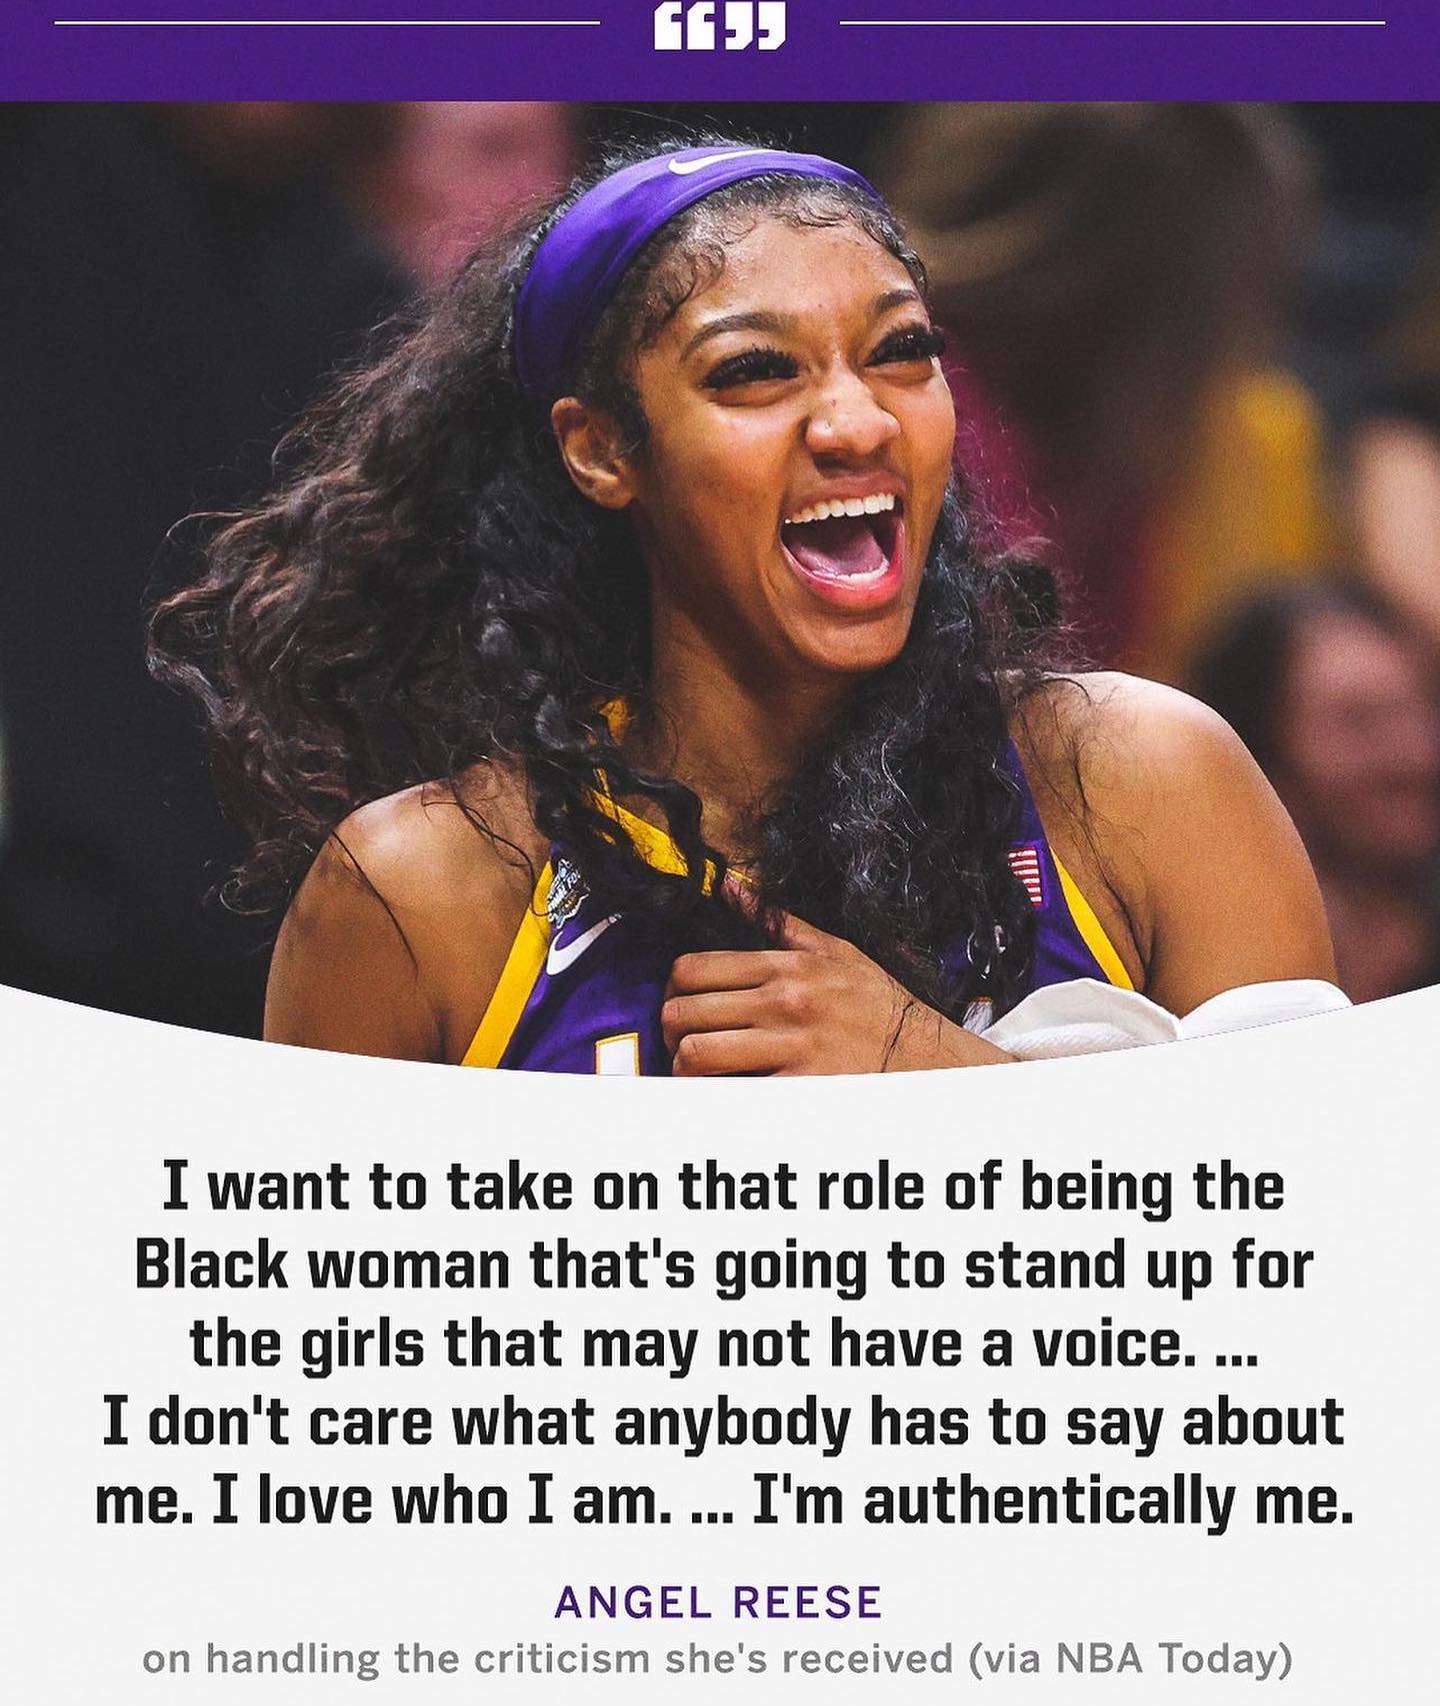 “”
I want to take on that role of being the
Black woman that's going to stand up for
the girls that may not have a voice. ...
I don't care what anybody has to say about
me. I love who I am. ... I'm authentically me.
ANGEL REESE
on handling the criticism she's received (via NBA Today)